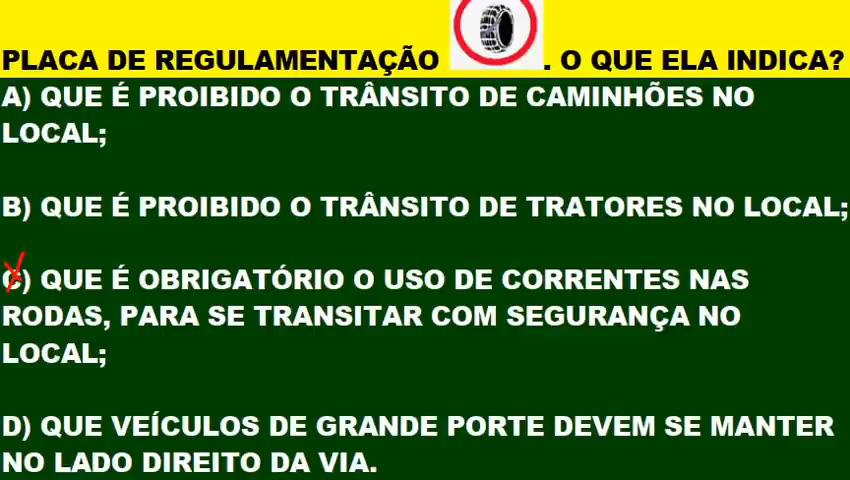 PLACA DE REGULAMENTAÇÃO . O QUE ELA INDICA?
A) QUE É PROIBIDO O TRÂNSITO DE CAMINHÕES NO
LOCAL;
B) QUE É PROIBIDO O TRÂNSITO DE TRATORES NO LOCAL;
C) QUE É OBRIGATÓRIO O USO DE CORRENTES NAS
RODAS, PARA SE TRANSITAR COM SEGURANÇA NO
LOCAL;
D) QUE VEÍCULOS DE GRANDE PORTE DEVEM SE MANTER
NO LADO DIREITO DA VIA.